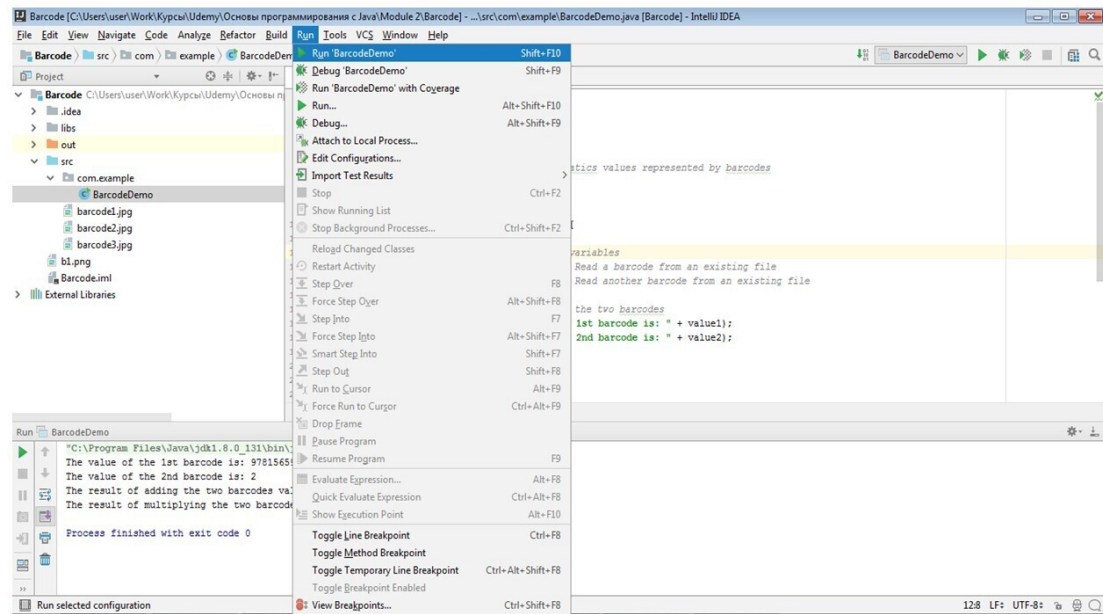 Barcode [C:\Users\user\Work\Курсы\Udemy\Основы программирования с Java\Module 2\Barcode] - ...\src\com\example\BarcodeDemo.java [Barcode] - IntelliJ IDEA
File Edit View Navigate Code Analyze Refactor Build Run Tools VCS Window Help
Barcode src com example BarcodeDem
BarcodeDemo
Project
Barcode C:\Users\user\Work\Курсы\Udemy\Основы п
.idea
libs
out
src
com.example
BarcodeDemo
barcode1.jpg
barcode2.jpg
barcode3.jpg
b1.png
Barcode.iml
External Libraries
Run 'BarcodeDemo' Shift+F10
Debug 'BarcodeDemo' Shift+F9
Run 'BarcodeDemo' with Coverage
Run... Alt+Shift+F10
Debug... Alt+Shift+F9
Attach to Local Process...
Edit Configurations...
Import Test Results
Stop Ctrl+F2
Show Running List
Stop Background Processes... Ctrl+Shift+F2
Reload Changed Classes
Restart Activity
Step Over F8
Force Step Over Alt+Shift+F8
Step Into F7
Force Step Into Alt+Shift+F7
Smart Step Into Shift+F7
Step Out Shift+F8
Run to Cursor Alt+F9
Force Run to Cursor Ctrl+Alt+F9
Drop Frame
Pause Program
Resume Program F9
Evaluate Expression... Alt+F8
Quick Evaluate Expression Ctrl+Alt+F8
Show Execution Point Alt+F10
Toggle Line Breakpoint Ctrl+F8
Toggle Method Breakpoint
Toggle Temporary Line Breakpoint Ctrl+Alt+Shift+F8
Toggle Breakpoint Enabled
View Breakpoints... Ctrl+Shift+F8
stics values represented by barcodes
variables
Read a barcode from an existing file
Read another barcode from an existing file
the two barcodes
1st barcode is: " + value1);
2nd barcode is: " + value2);
Run BarcodeDemo
"C:\Program Files\Java\jdk1.8.0_131\bin\j
The value of the 1st barcode is: 9781565
The value of the 2nd barcode is: 2
The result of adding the two barcodes val
The result of multiplying the two barcode
Process finished with exit code 0
Run selected configuration
12:8 LF÷ UTF-8÷